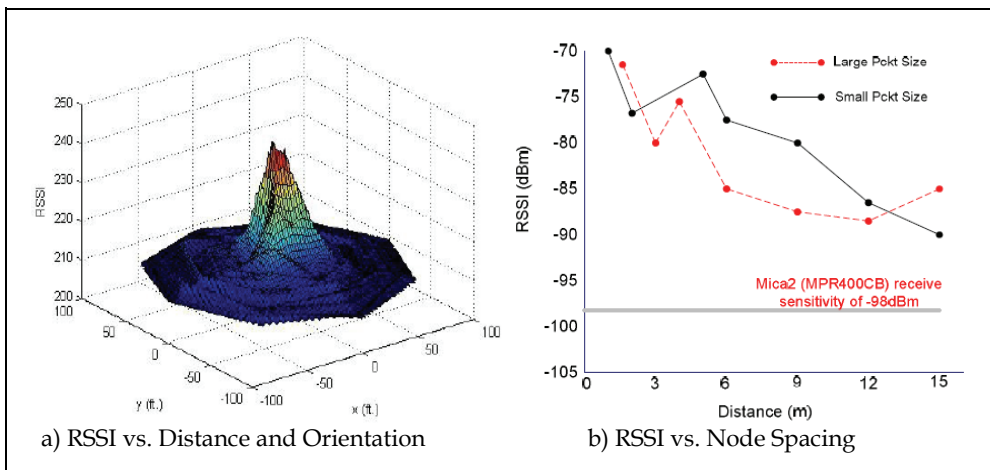 250
240
230
220
210
200
RSSI
100
50
0
-50
-100
y (ft.)
-100
-50
0
50
100
x (ft.)
a) RSSI vs. Distance and Orientation
-70
-75
-80
-85
-90
-95
-100
-105
RSSI (dBm)
Large Pckt Size
Small Pckt Size
Mica2 (MPR400CB) receive
sensitivity of -98dBm
0
3
6
9
12
15
Distance (m)
b) RSSI vs. Node Spacing